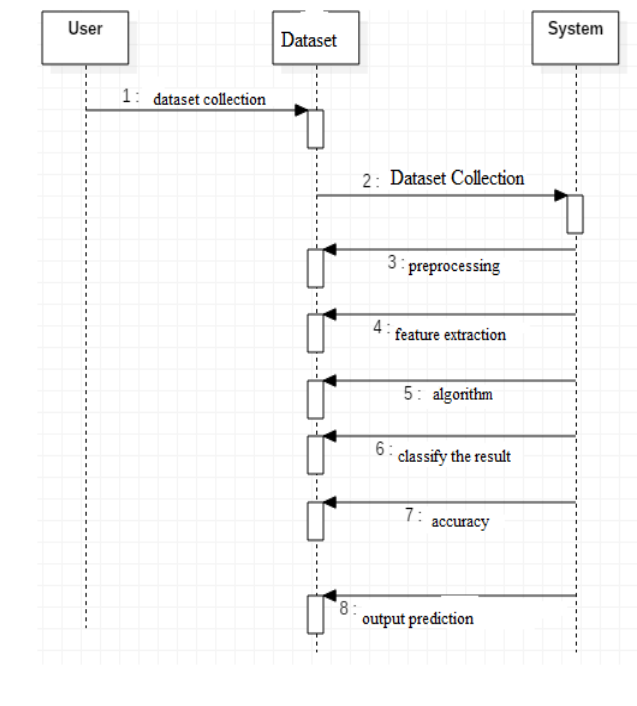 User
Dataset
System
1: dataset collection
2: Dataset Collection
3: preprocessing
4: feature extraction
5: algorithm
6: classify the result
7: accuracy
8: output prediction